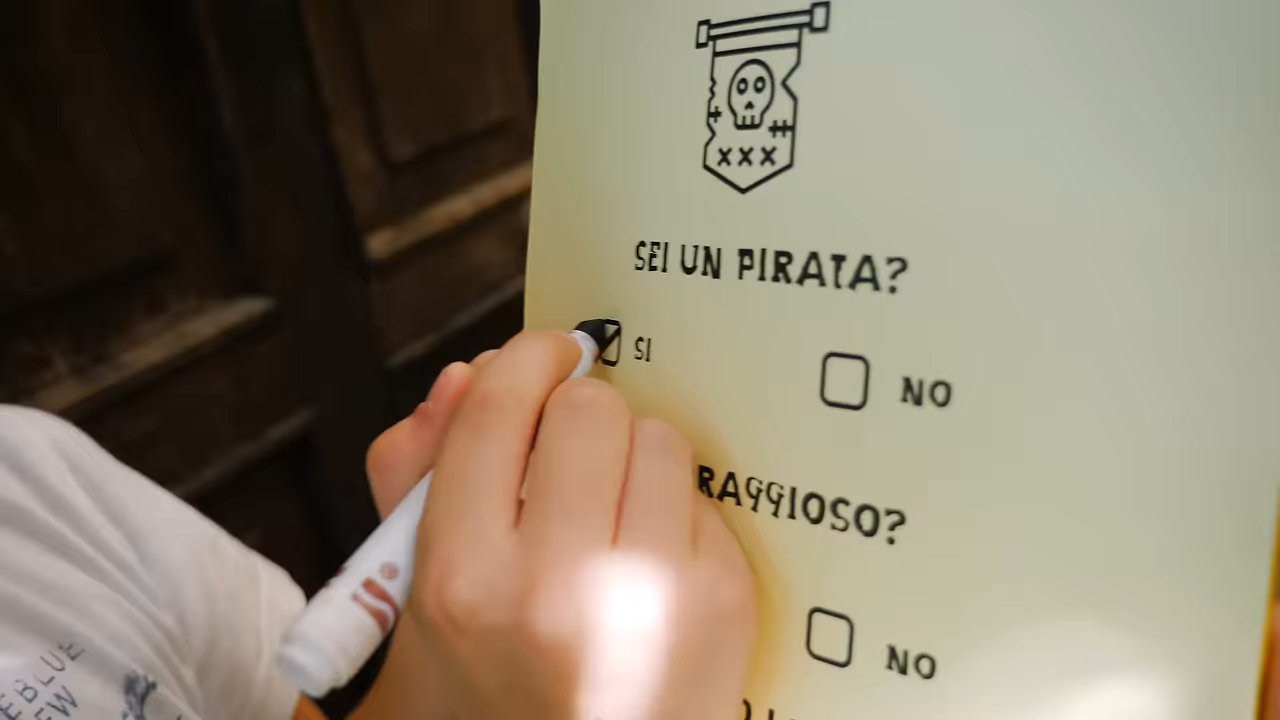 XXX
SEI UN PIRATA?
SI
NO
RAGGIOSO?
NO